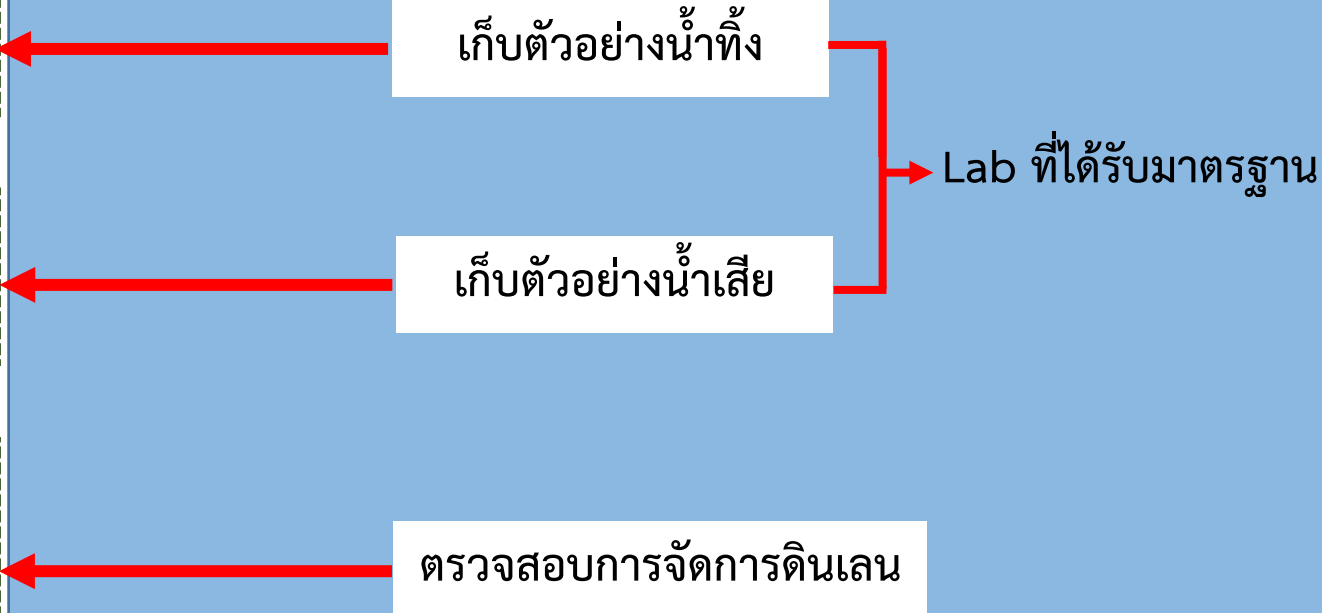 เก็บตัวอย่างน้ำทิ้ง
Lab ที่ได้รับมาตรฐาน
เก็บตัวอย่างน้ำเสีย
ตรวจสอบการจัดการดินเลน